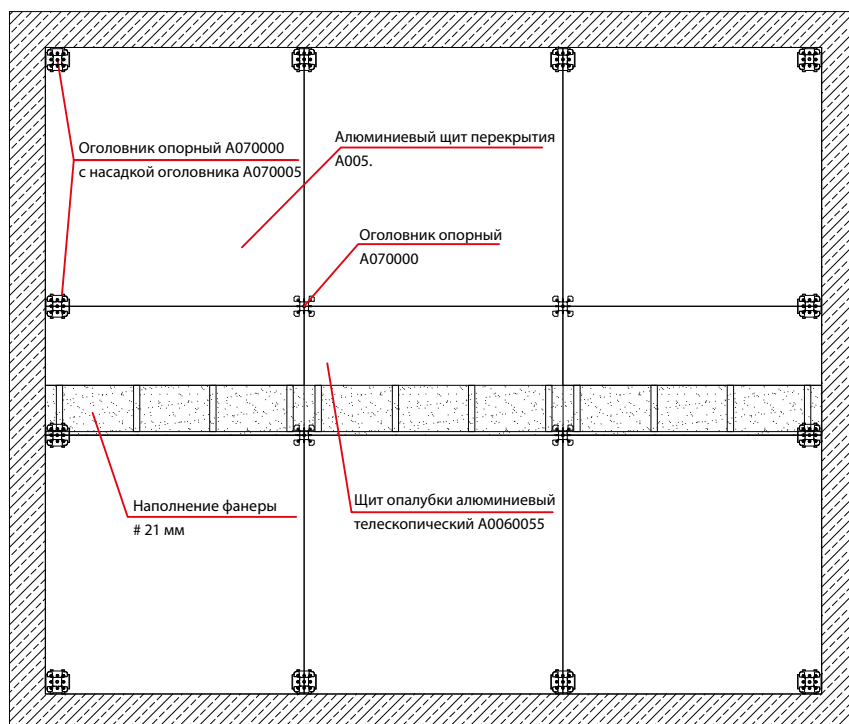 Оголовник опорный А070000
с насадкой оголовника А070005
Алюминиевый щит перекрытия
А005.
Оголовник опорный
А070000
Наполнение фанеры
# 21 мм
Щит опалубки алюминиевый
телескопический А0060055